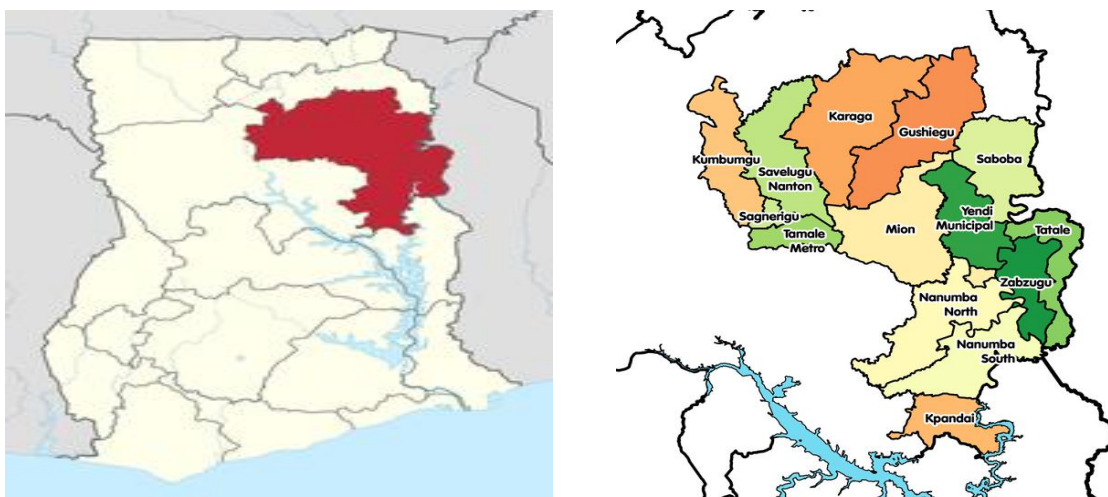 Karaga
Gushiegu
Kumbumgu
Saboba
Savelugu
Nanton
Sagnerigu
Yendi
Municipal
Tatale
Mion
Tamale
Metro
Zabzugu
Nanumba
North
Nanumba
South
Kpandai